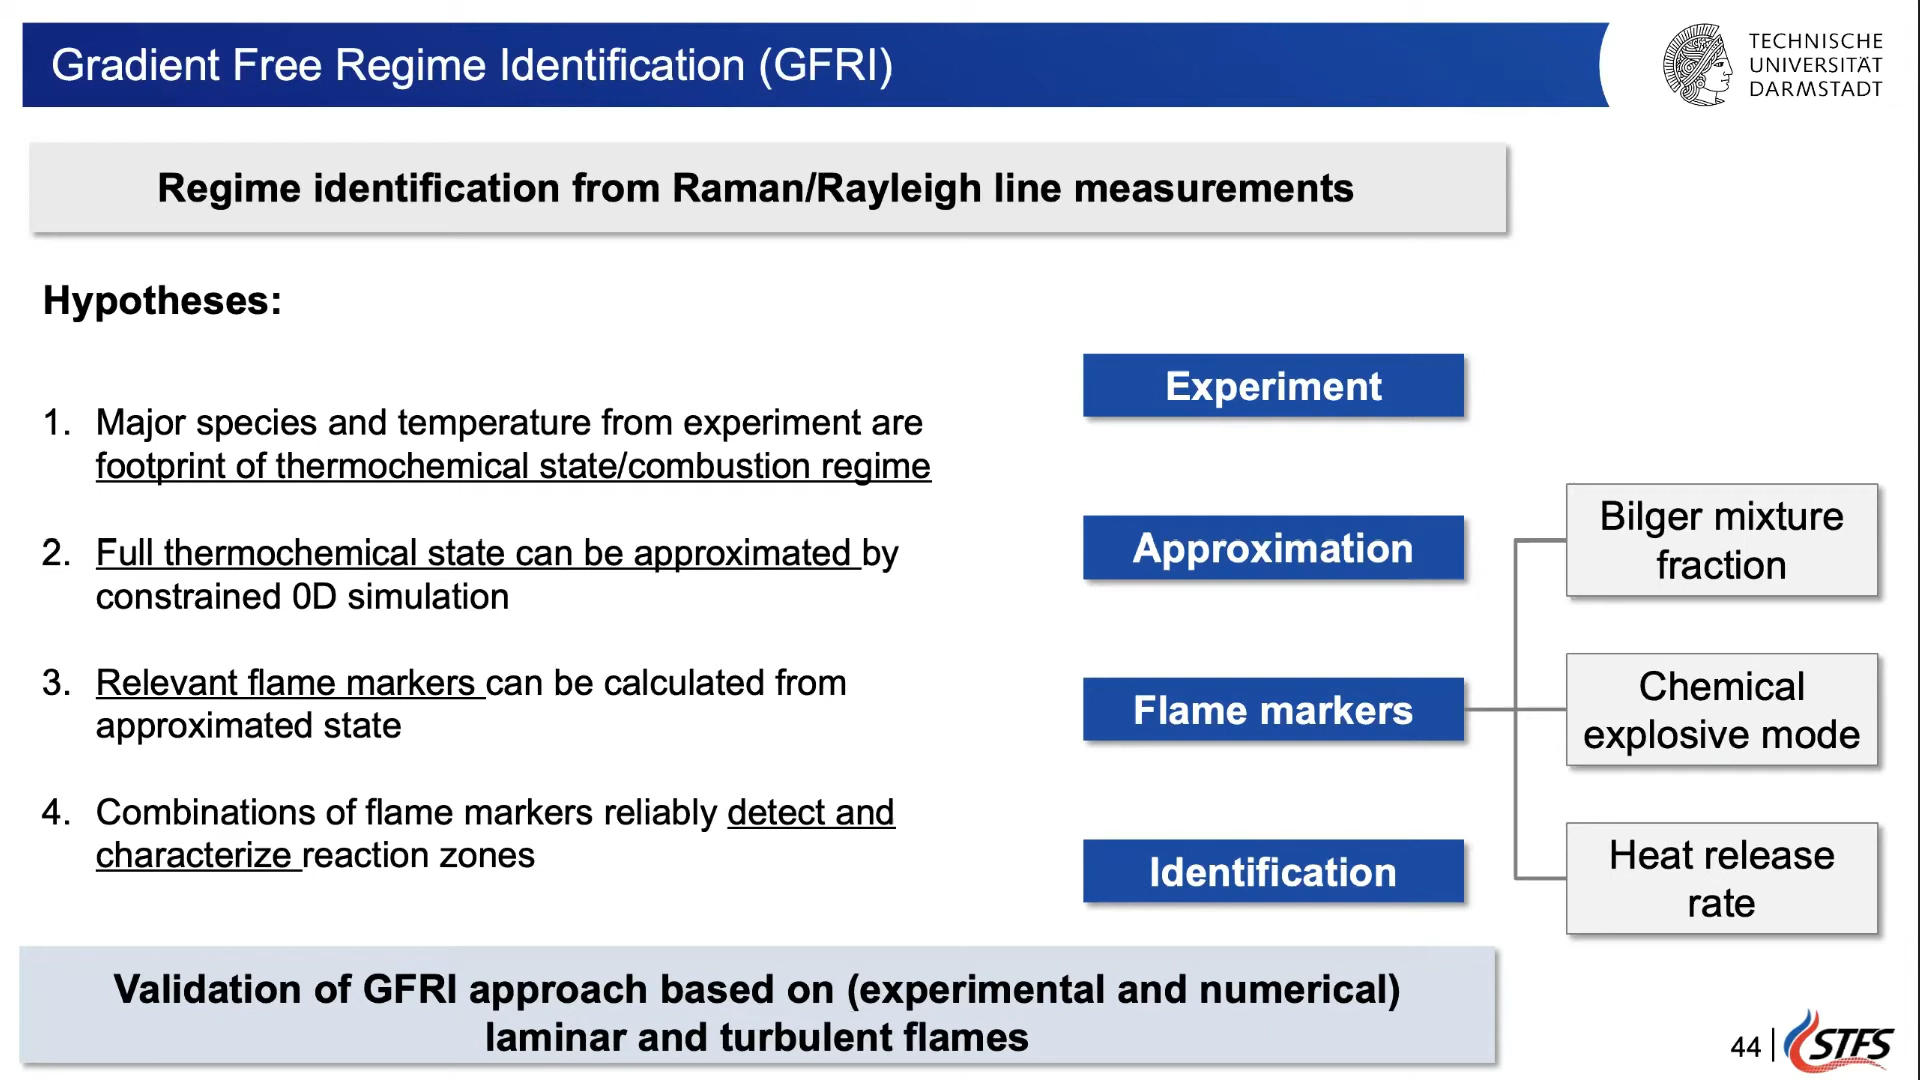 Gradient Free Regime Identification (GFRI)
TECHNISCHE
UNIVERSITÄT
DARMSTADT
Regime identification from Raman/Rayleigh line measurements
Hypotheses:
1. Major species and temperature from experiment are
footprint of thermochemical state/combustion regime
2. Full thermochemical state can be approximated by
constrained 0D simulation
3. Relevant flame markers can be calculated from
approximated state
4. Combinations of flame markers reliably detect and
characterize reaction zones
Experiment
Approximation
Flame markers
Identification
Bilger mixture
fraction
Chemical
explosive mode
Heat release
rate
Validation of GFRI approach based on (experimental and numerical)
laminar and turbulent flames
44 |
STFS